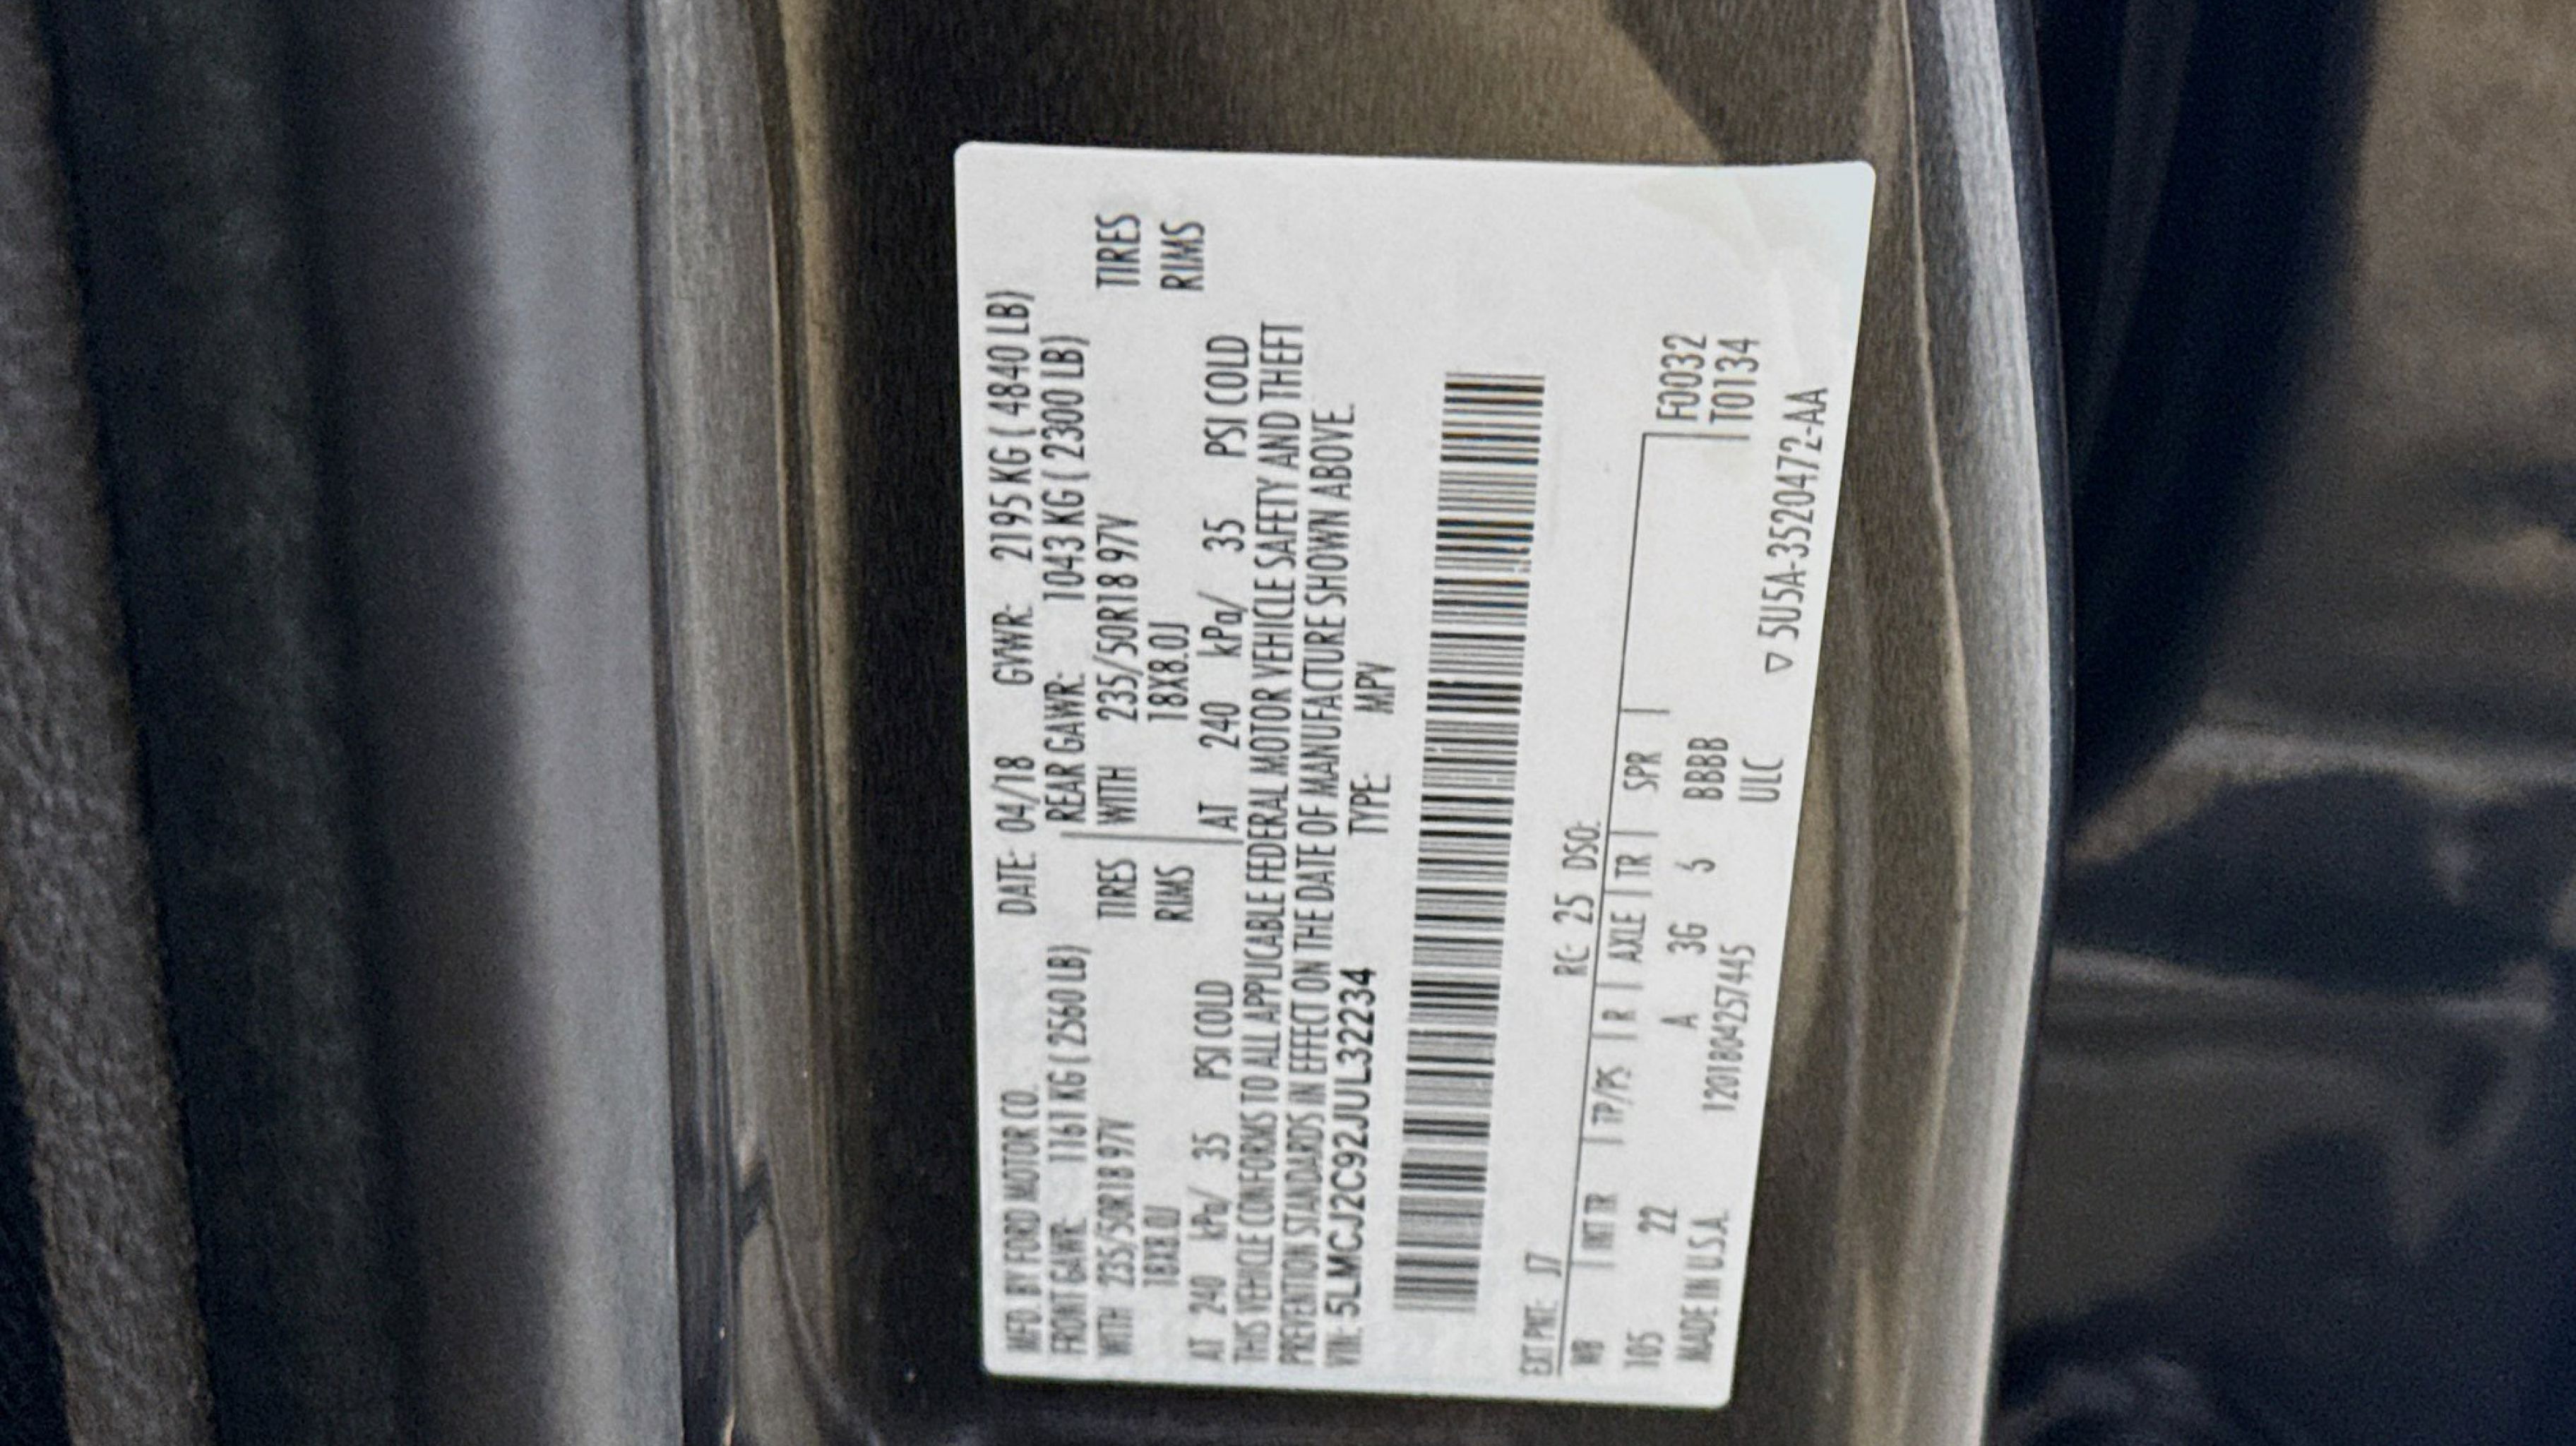 MFD. BY FORD MOTOR CO. DATE: 04/18 GVWR: 2195 KG ( 4840 LB)
FRONT GAWR: 1161 KG ( 2560 LB) REAR GAWR: 1043 KG ( 2300 LB)
WITH 235/50R18 97V TIRES WITH 235/50R18 97V TIRES
18X8.0J RIMS 18X8.0J RIMS
AT 240 kPa/ 35 PSI COLD AT 240 kPa/ 35 PSI COLD
THIS VEHICLE CONFORMS TO ALL APPLICABLE FEDERAL MOTOR VEHICLE SAFETY AND THEFT
PREVENTION STANDARDS IN EFFECT ON THE DATE OF MANUFACTURE SHOWN ABOVE.
VIN: 5LMCJ2C92JUL32234 TYPE: MPV
EXT PNT: J7 RC: 25 DSO:
WB | INT TR | TP/PS | R | AXLE | TR | SPR | F0032
105 22 A 3G 6 BBBB T0134
MADE IN U.S.A. 1201804257445 ULC
▽ 5U5A-3520472-AA